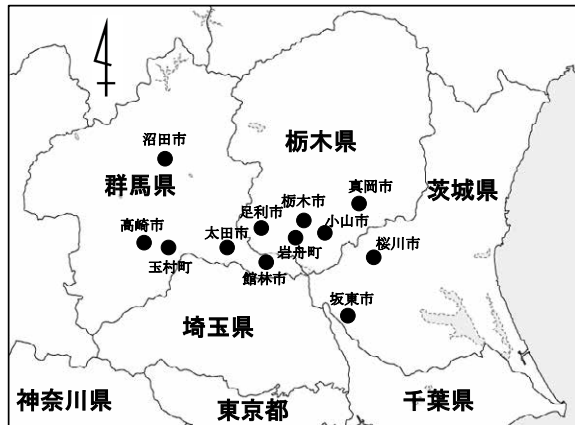 沼田市
栃木県
群馬県
真岡市
茨城県
足利市
栃木市
小山市
高崎市
太田市
岩舟町
桜川市
玉村町
館林市
坂東市
埼玉県
神奈川県
東京都
千葉県